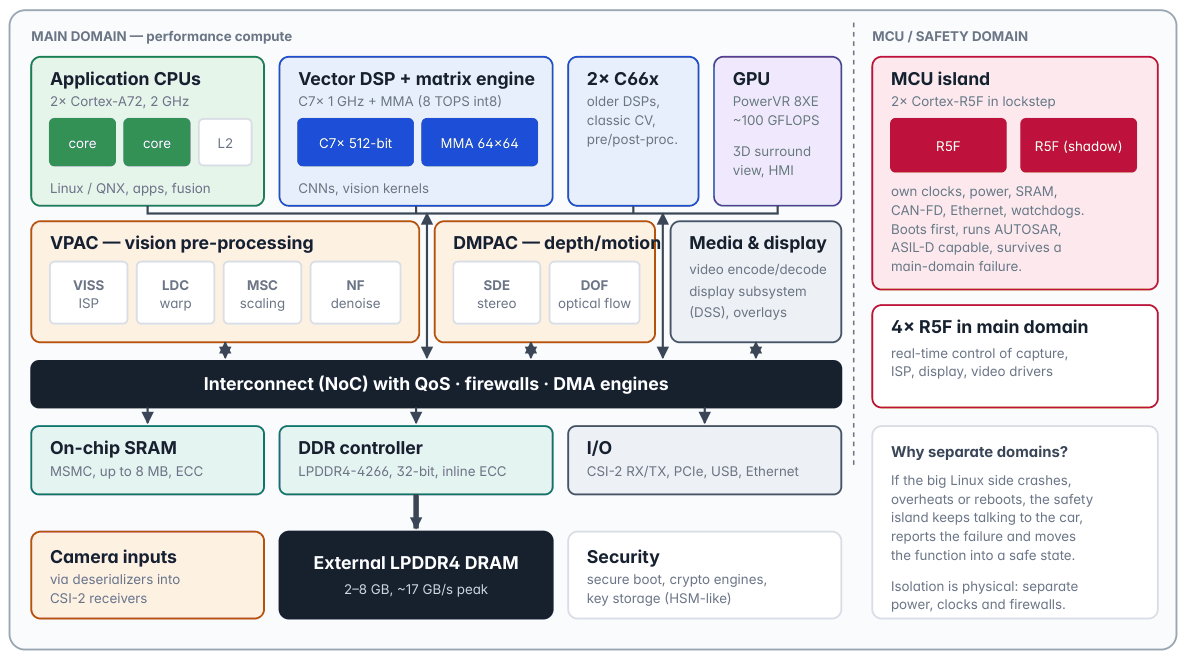 MAIN DOMAIN — performance compute
Application CPUs
2× Cortex-A72, 2 GHz
core
core
L2
Linux / QNX, apps, fusion
Vector DSP + matrix engine
C7× 1 GHz + MMA (8 TOPS int8)
C7× 512-bit
MMA 64×64
CNNs, vision kernels
2× C66x
older DSPs,
classic CV,
pre/post-proc.
GPU
PowerVR 8XE
~100 GFLOPS
3D surround
view, HMI
VPAC — vision pre-processing
VISS
ISP
LDC
warp
MSC
scaling
NF
denoise
DMPAC — depth/motion
SDE
stereo
DOF
optical flow
Media & display
video encode/decode
display subsystem
(DSS), overlays
Interconnect (NoC) with QoS · firewalls · DMA engines
On-chip SRAM
MSMC, up to 8 MB, ECC
DDR controller
LPDDR4-4266, 32-bit, inline ECC
I/O
CSI-2 RX/TX, PCIe, USB, Ethernet
Camera inputs
via deserializers into
CSI-2 receivers
External LPDDR4 DRAM
2–8 GB, ~17 GB/s peak
Security
secure boot, crypto engines,
key storage (HSM-like)
MCU / SAFETY DOMAIN
MCU island
2× Cortex-R5F in lockstep
R5F
R5F (shadow)
own clocks, power, SRAM,
CAN-FD, Ethernet, watchdogs.
Boots first, runs AUTOSAR,
ASIL-D capable, survives a
main-domain failure.
4× R5F in main domain
real-time control of capture,
ISP, display, video drivers
Why separate domains?
If the big Linux side crashes,
overheats or reboots, the safety
island keeps talking to the car,
reports the failure and moves
the function into a safe state.
Isolation is physical: separate
power, clocks and firewalls.